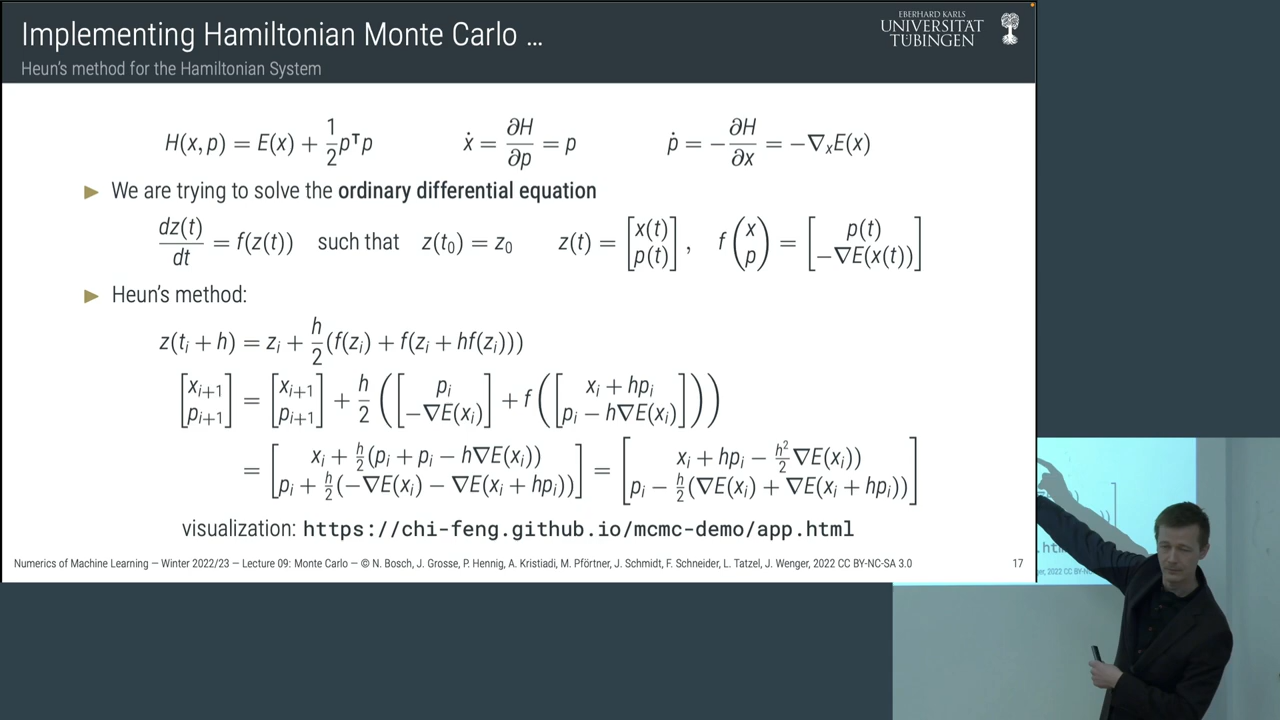 Implementing Hamiltonian Monte Carlo ...
Heun's method for the Hamiltonian System
EBERHARD KARLS
UNIVERSITÄT
TÜBINGEN
H(x, p) = E(x) + 1/2 pᵀp    ẋ = ∂H/∂p = p    ṗ = −∂H/∂x = −∇ₓE(x)
► We are trying to solve the ordinary differential equation
dz(t)/dt = f(z(t))  such that  z(t₀) = z₀    z(t) = [x(t); p(t)],  f(x; p) = [p(t); −∇E(x(t))]
► Heun's method:
z(tᵢ + h) = zᵢ + h/2 (f(zᵢ) + f(zᵢ + hf(zᵢ)))
[xᵢ₊₁; pᵢ₊₁] = [xᵢ₊₁; pᵢ₊₁] + h/2 ([pᵢ; −∇E(xᵢ)] + f([xᵢ + hpᵢ; pᵢ − h∇E(xᵢ)]))
= [xᵢ + h/2 (pᵢ + pᵢ − h∇E(xᵢ)); pᵢ + h/2 (−∇E(xᵢ) − ∇E(xᵢ + hpᵢ))] = [xᵢ + hpᵢ − h²/2 ∇E(xᵢ)); pᵢ − h/2 (∇E(xᵢ) + ∇E(xᵢ + hpᵢ))]
visualization: https://chi-feng.github.io/mcmc-demo/app.html
Numerics of Machine Learning — Winter 2022/23 — Lecture 09: Monte Carlo — © N. Bosch, J. Grosse, P. Hennig, A. Kristiadi, M. Pförtner, J. Schmidt, F. Schneider, L. Tatzel, J. Wenger, 2022 CC BY-NC-SA 3.0    17